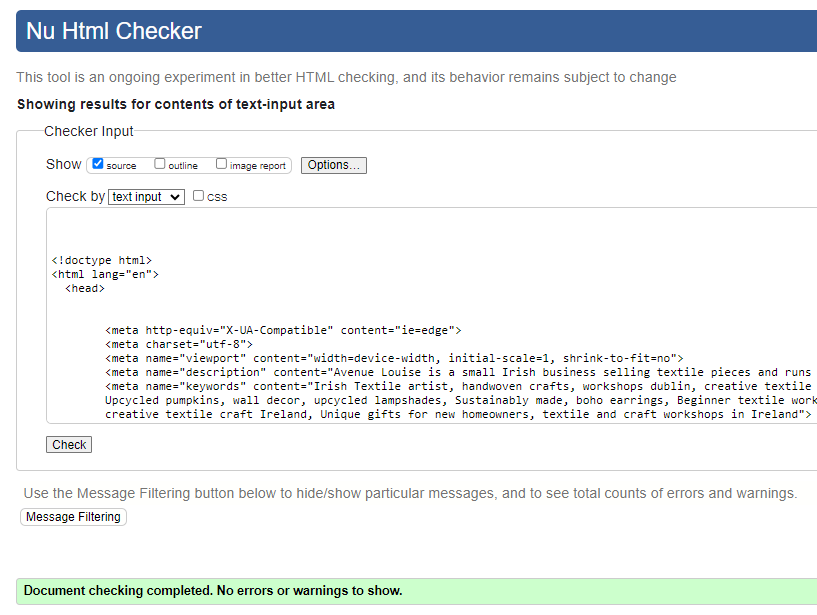 Nu Html Checker
This tool is an ongoing experiment in better HTML checking, and its behavior remains subject to change
Showing results for contents of text-input area
Checker Input
Show source outline image report Options...
Check by text input css
<!doctype html>
<html lang="en">
<head>
<meta http-equiv="X-UA-Compatible" content="ie=edge">
<meta charset="utf-8">
<meta name="viewport" content="width=device-width, initial-scale=1, shrink-to-fit=no">
<meta name="description" content="Avenue Louise is a small Irish business selling textile pieces and runs
<meta name="keywords" content="Irish Textile artist, handwoven crafts, workshops dublin, creative textile
Upcycled pumpkins, wall decor, upcycled lampshades, Sustainably made, boho earrings, Beginner textile work
creative textile craft Ireland, Unique gifts for new homeowners, textile and craft workshops in Ireland">
Check
Use the Message Filtering button below to hide/show particular messages, and to see total counts of errors and warnings.
Message Filtering
Document checking completed. No errors or warnings to show.